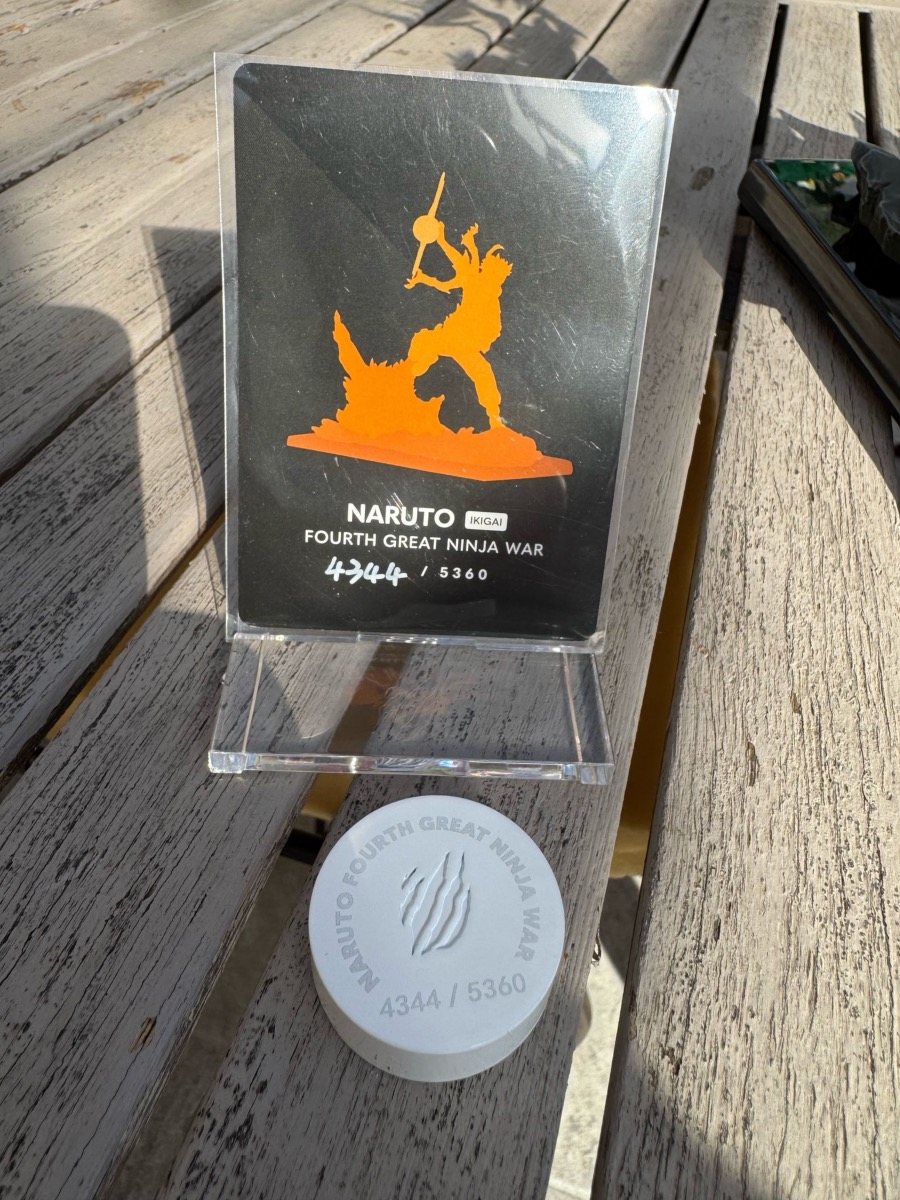 NARUTO IKIGAI
FOURTH GREAT NINJA WAR
4344 / 5360
NARUTO FOURTH GREAT NINJA WAR
4344 / 5360